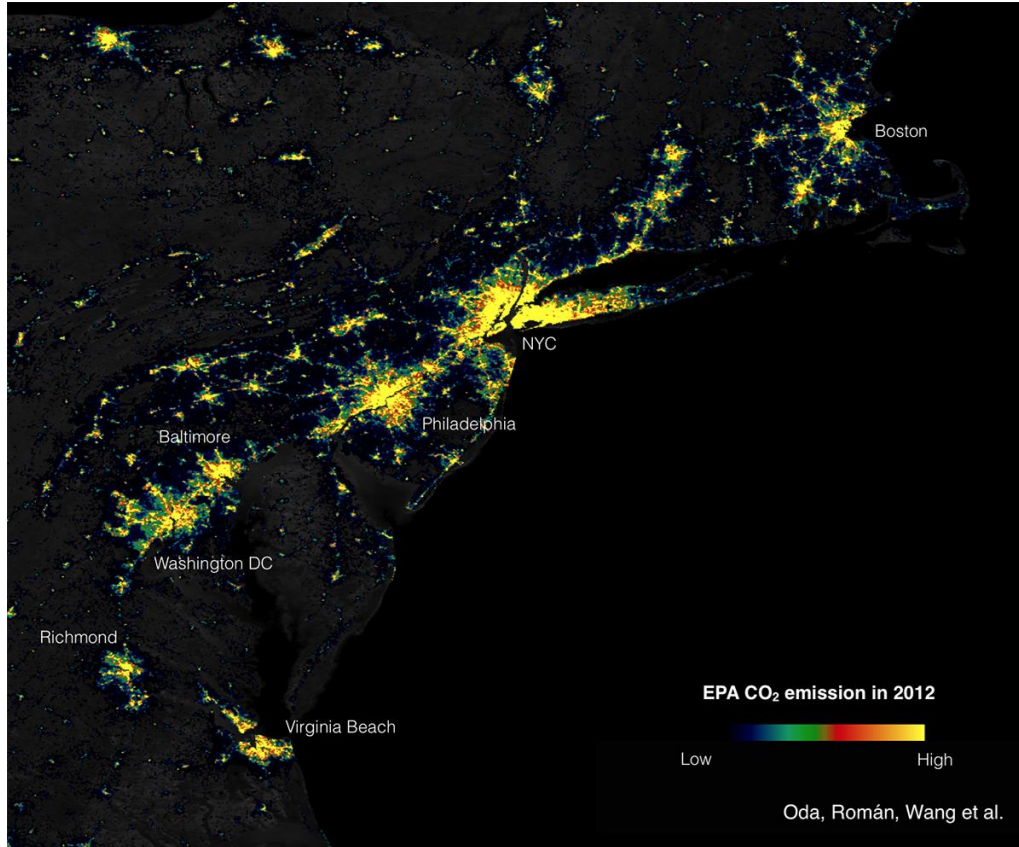 Boston
NYC
Philadelphia
Baltimore
Washington DC
Richmond
Virginia Beach
EPA CO₂ emission in 2012
Low High
Oda, Román, Wang et al.